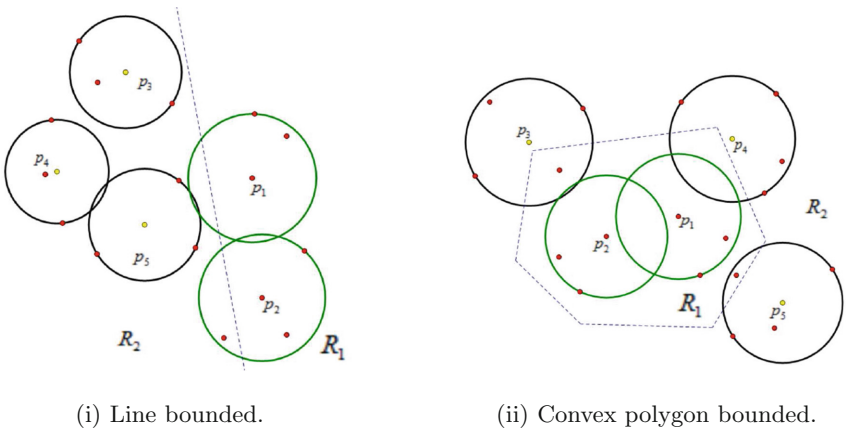 p3
p4
p1
p5
p2
R2
R1
(i) Line bounded.
p3
p4
p1
p2
R2
R1
p5
(ii) Convex polygon bounded.